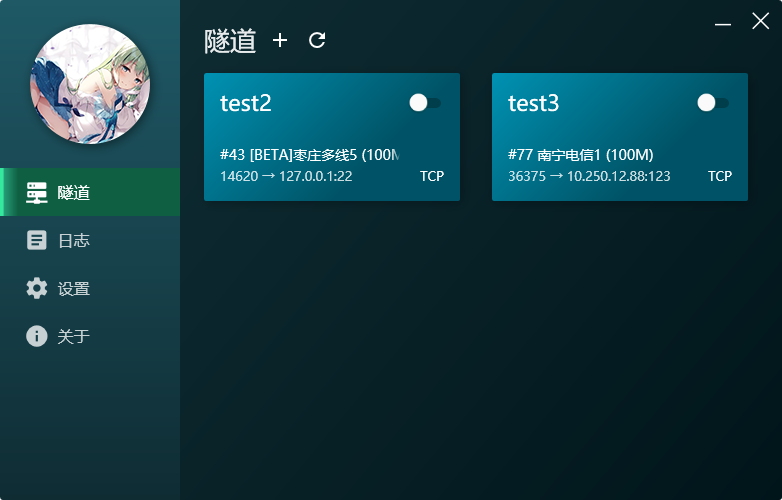 隧道
日志
设置
关于
隧道
test2
#43 [BETA]枣庄多线5 (100M
14620 → 127.0.0.1:22
TCP
test3
#77 南宁电信1 (100M)
36375 → 10.250.12.88:123
TCP